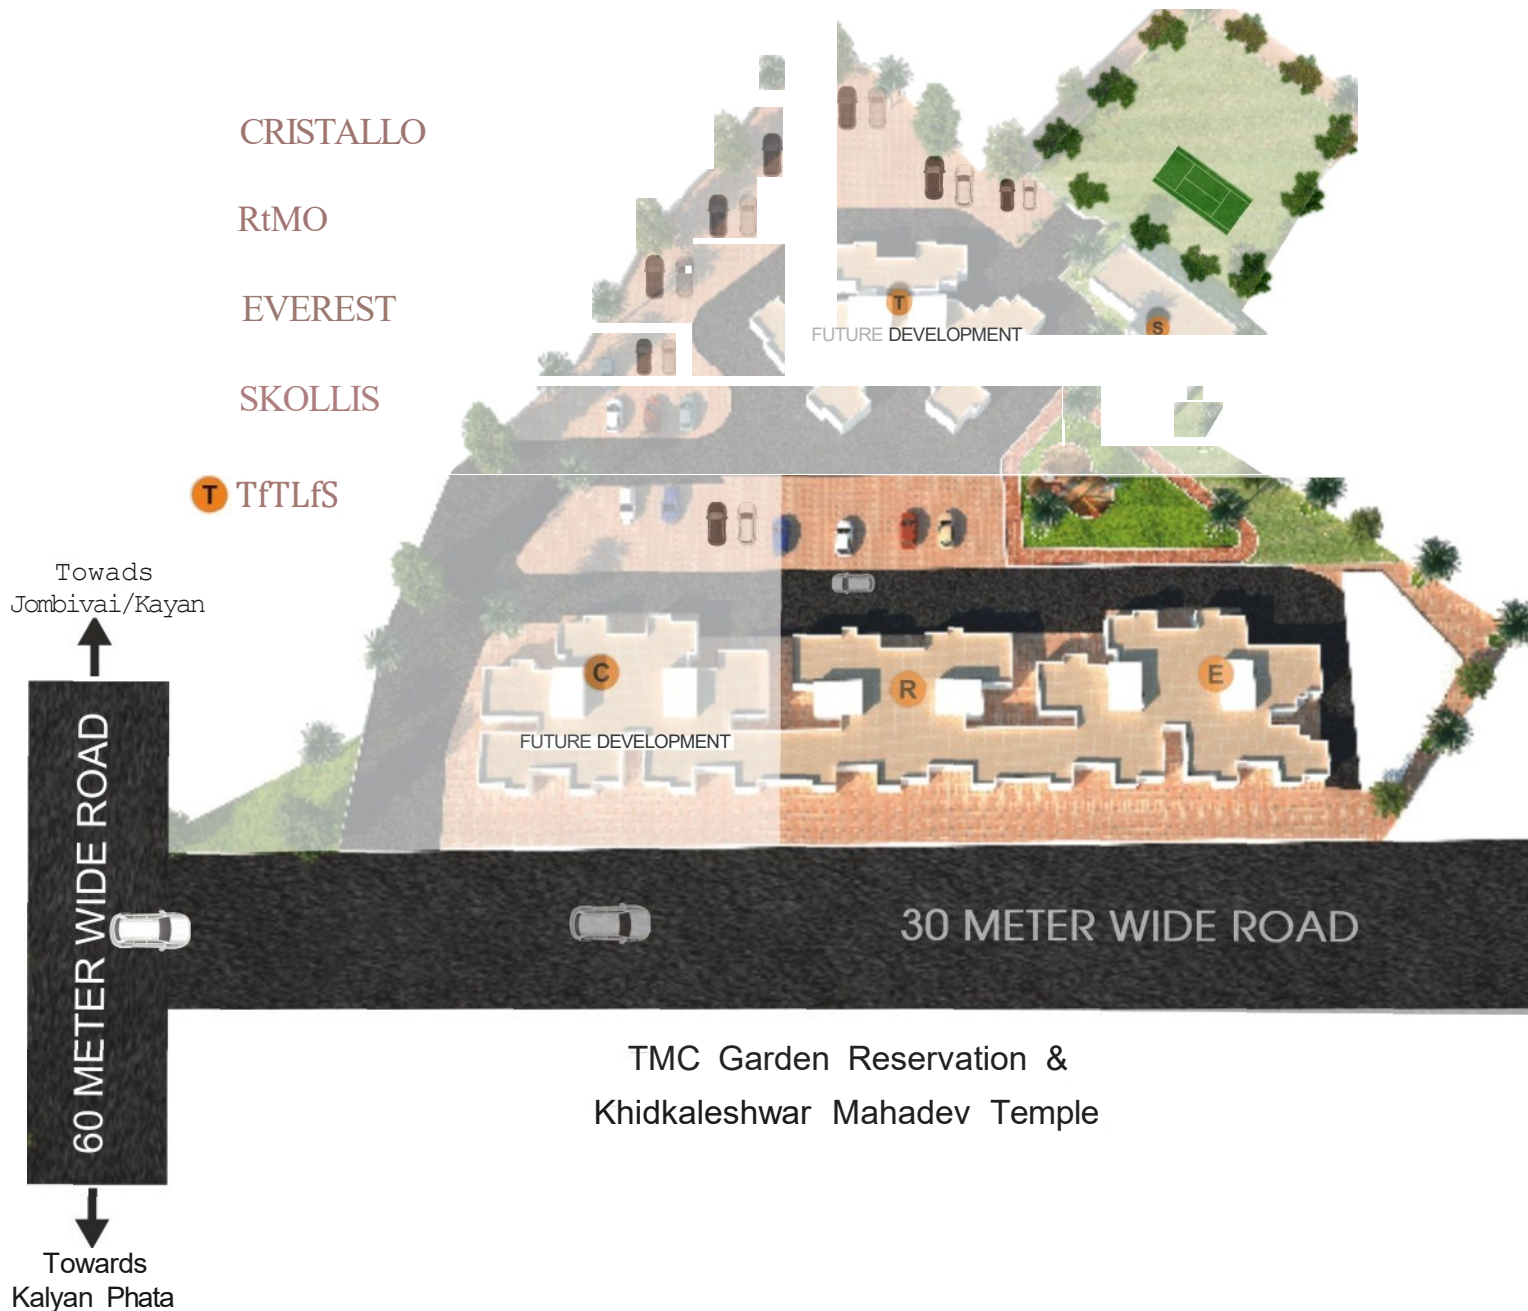 CRISTALLO
RtMO
EVEREST
SKOLLIS
T TfTLfS
T
S
FUTURE DEVELOPMENT
Towads
Jombivai/Kayan
C
R
E
FUTURE DEVELOPMENT
60 METER WIDE ROAD
30 METER WIDE ROAD
TMC Garden Reservation &
Khidkaleshwar Mahadev Temple
Towards
Kalyan Phata